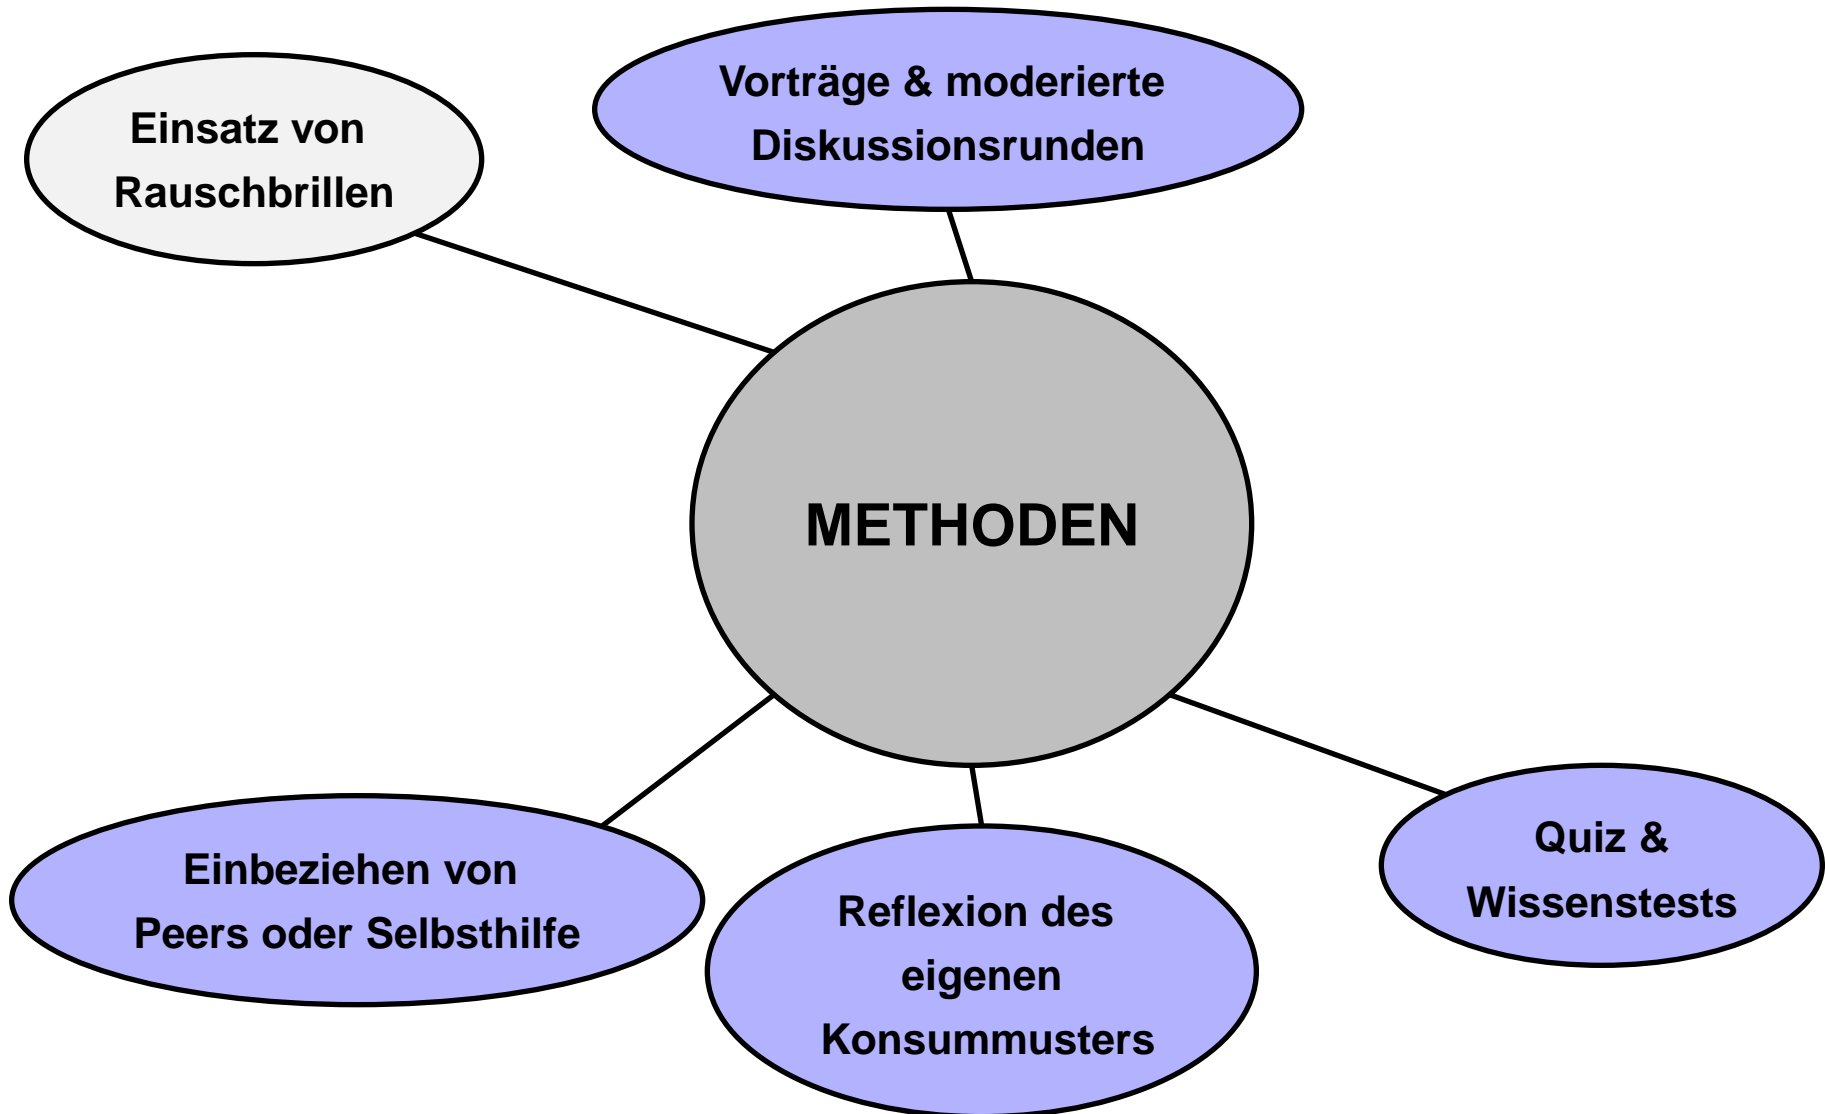 Einsatz von
Rauschbrillen
Vorträge & moderierte
Diskussionsrunden
METHODEN
Einbeziehen von
Peers oder Selbsthilfe
Reflexion des
eigenen
Konsummusters
Quiz &
Wissenstests